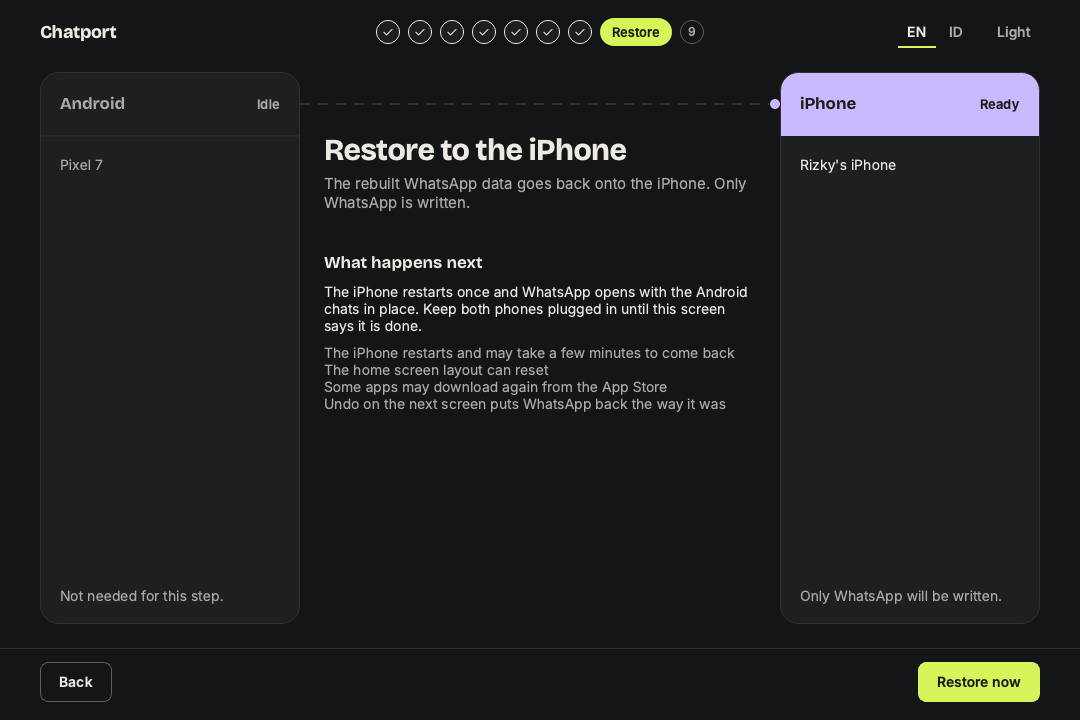 Chatport
Restore
9
EN
ID
Light
Android
Idle
Pixel 7
Not needed for this step.
Restore to the iPhone
The rebuilt WhatsApp data goes back onto the iPhone. Only
WhatsApp is written.
What happens next
The iPhone restarts once and WhatsApp opens with the Android
chats in place. Keep both phones plugged in until this screen
says it is done.
The iPhone restarts and may take a few minutes to come back
The home screen layout can reset
Some apps may download again from the App Store
Undo on the next screen puts WhatsApp back the way it was
iPhone
Ready
Rizky's iPhone
Only WhatsApp will be written.
Back
Restore now